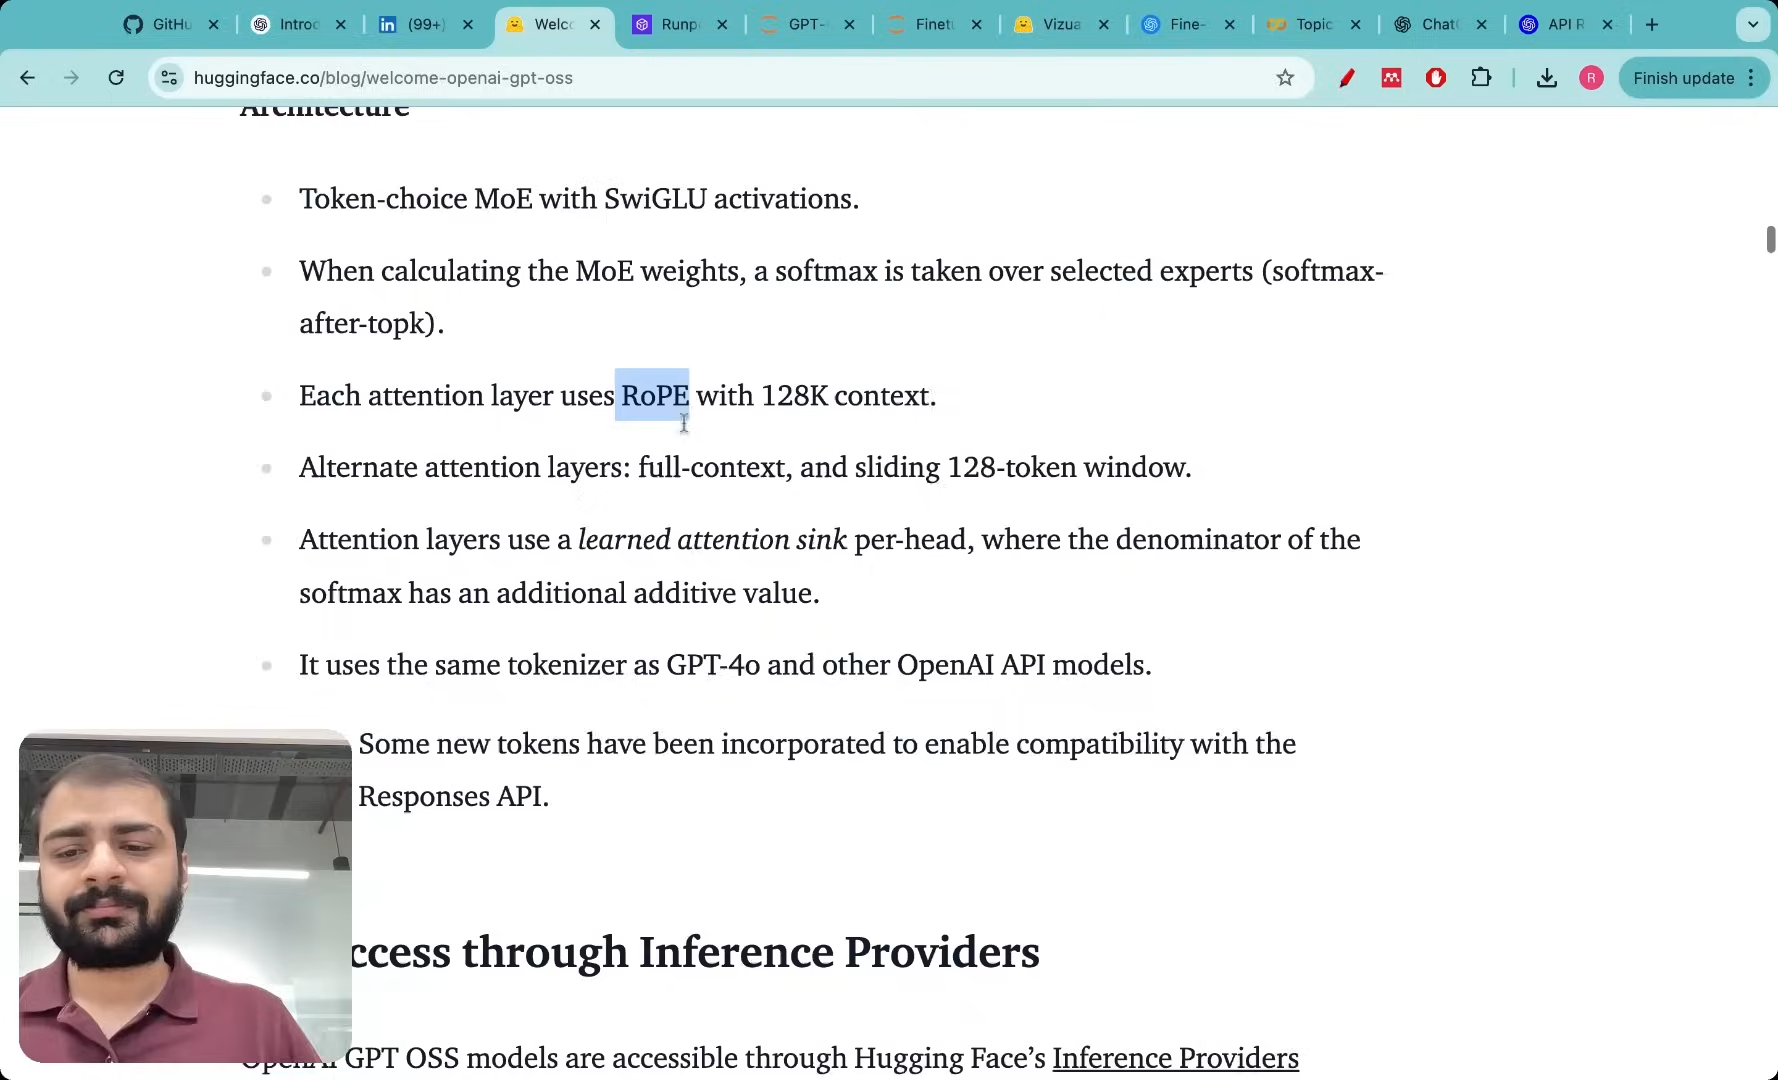 GitHu
Introd
(99+)
Welco
Runp
GPT-
Finetu
Vizua
Fine-
Topic
Chat
API R
huggingface.co/blog/welcome-openai-gpt-oss
R
Finish update
Architecture
Token-choice MoE with SwiGLU activations.
When calculating the MoE weights, a softmax is taken over selected experts (softmax-
after-topk).
Each attention layer uses RoPE with 128K context.
Alternate attention layers: full-context, and sliding 128-token window.
Attention layers use a learned attention sink per-head, where the denominator of the
softmax has an additional additive value.
It uses the same tokenizer as GPT-4o and other OpenAI API models.
Some new tokens have been incorporated to enable compatibility with the
Responses API.
ccess through Inference Providers
OpenAI GPT OSS models are accessible through Hugging Face’s Inference Providers